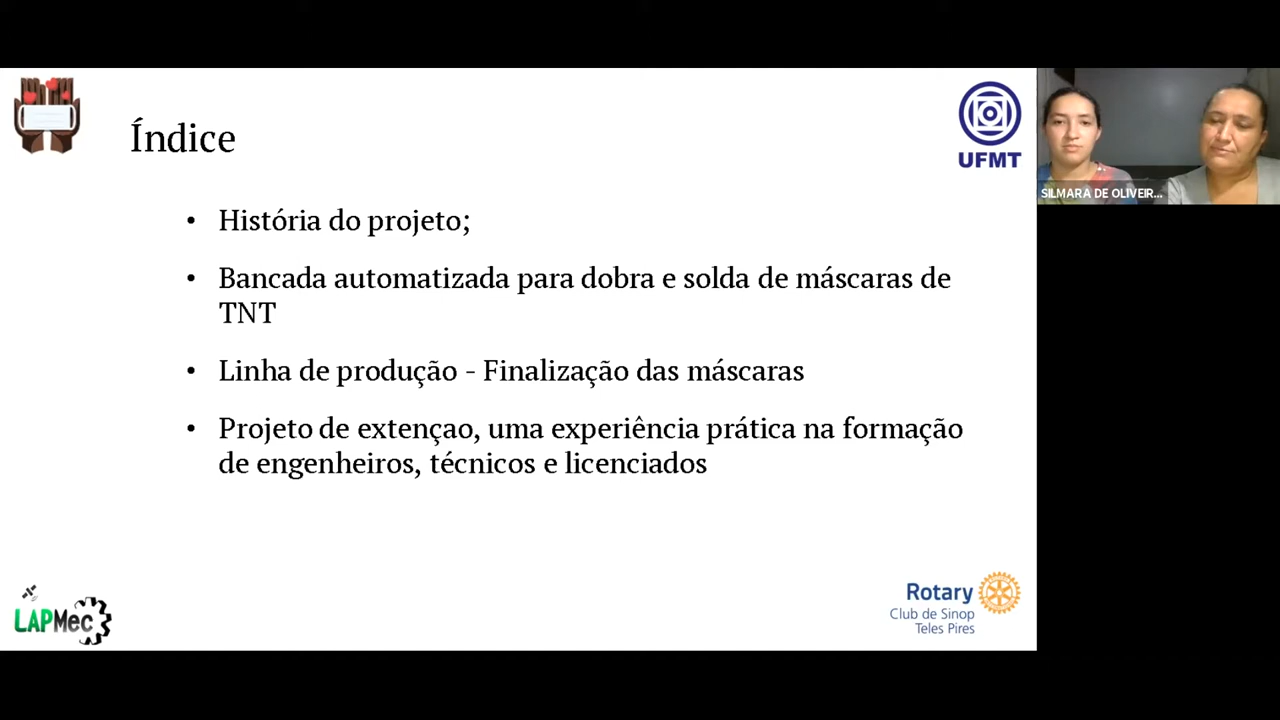 Índice
UFMT
SILMARA DE OLIVEIR...
• História do projeto;
• Bancada automatizada para dobra e solda de máscaras de
TNT
• Linha de produção - Finalização das máscaras
• Projeto de extençao, uma experiência prática na formação
de engenheiros, técnicos e licenciados
LAPMec
Rotary
Club de Sinop
Teles Pires